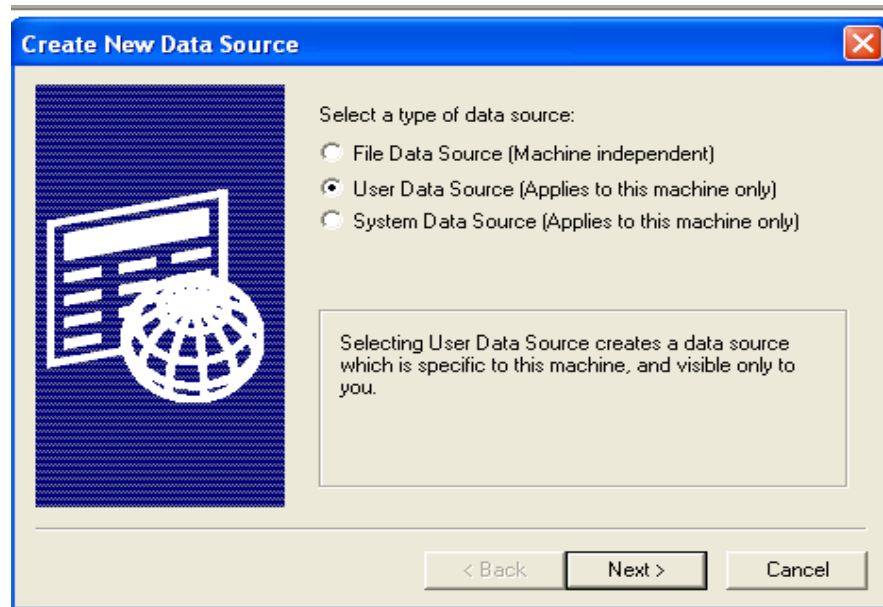 Create New Data Source
Select a type of data source:
File Data Source (Machine independent)
User Data Source (Applies to this machine only)
System Data Source (Applies to this machine only)
Selecting User Data Source creates a data source
which is specific to this machine, and visible only to
you.
< Back
Next >
Cancel